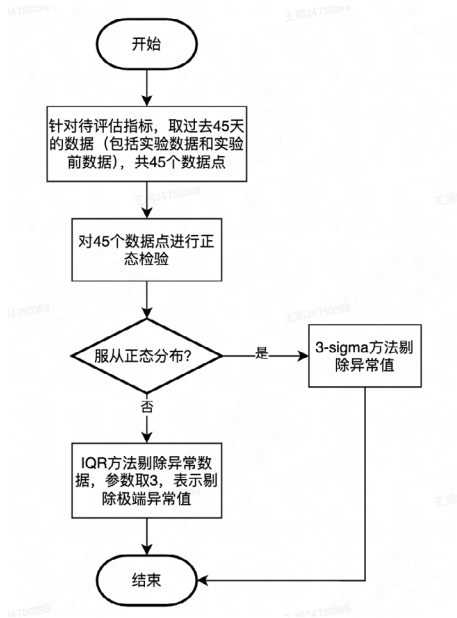 开始
针对待评估指标，取过去45天
的数据（包括实验数据和实验
前数据），共45个数据点
对45个数据点进行正
态检验
服从正态分布?
是
3-sigma方法剔
除异常值
否
IQR方法剔除异常数
据，参数取3，表示剔
除极端异常值
结束